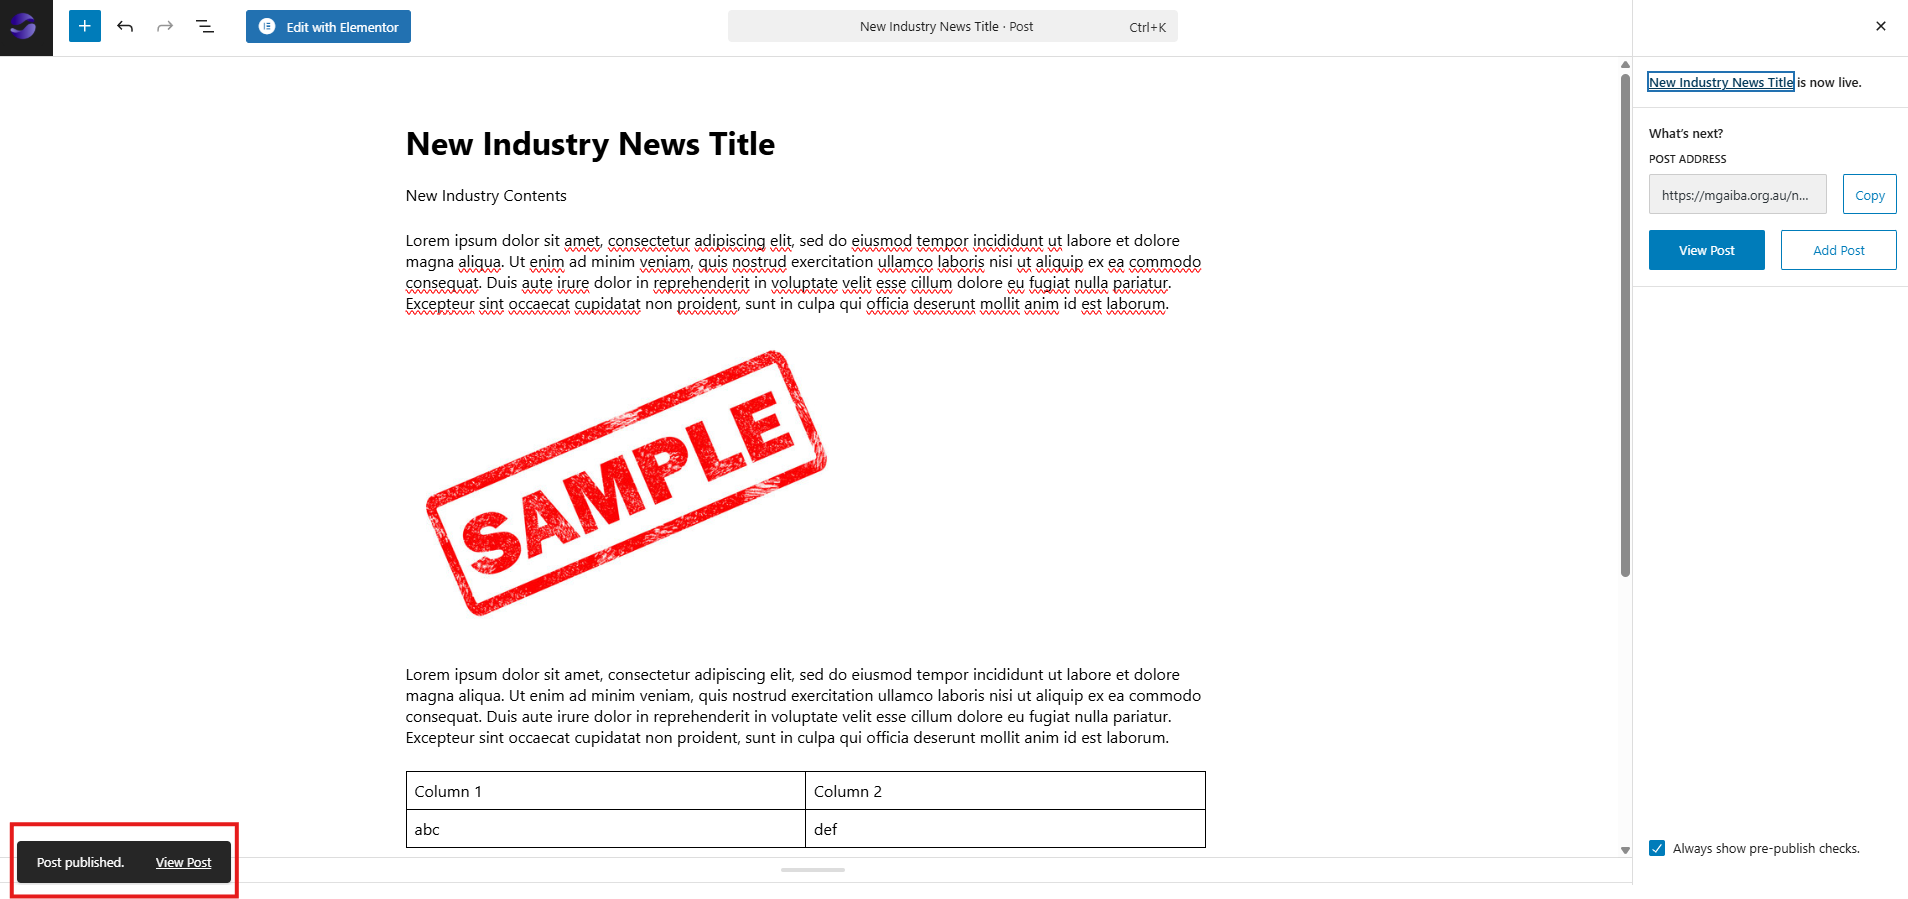 Edit with Elementor
New Industry News Title · Post
Ctrl+K
New Industry News Title is now live.
What's next?
POST ADDRESS
https://mgaiba.org.au/n...
Copy
View Post
Add Post
New Industry News Title
New Industry Contents
Lorem ipsum dolor sit amet, consectetur adipiscing elit, sed do eiusmod tempor incididunt ut labore et dolore
magna aliqua. Ut enim ad minim veniam, quis nostrud exercitation ullamco laboris nisi ut aliquip ex ea commodo
consequat. Duis aute irure dolor in reprehenderit in voluptate velit esse cillum dolore eu fugiat nulla pariatur.
Excepteur sint occaecat cupidatat non proident, sunt in culpa qui officia deserunt mollit anim id est laborum.
SAMPLE
Lorem ipsum dolor sit amet, consectetur adipiscing elit, sed do eiusmod tempor incididunt ut labore et dolore
magna aliqua. Ut enim ad minim veniam, quis nostrud exercitation ullamco laboris nisi ut aliquip ex ea commodo
consequat. Duis aute irure dolor in reprehenderit in voluptate velit esse cillum dolore eu fugiat nulla pariatur.
Excepteur sint occaecat cupidatat non proident, sunt in culpa qui officia deserunt mollit anim id est laborum.
Column 1 Column 2
abc def
Post published. View Post
Always show pre-publish checks.